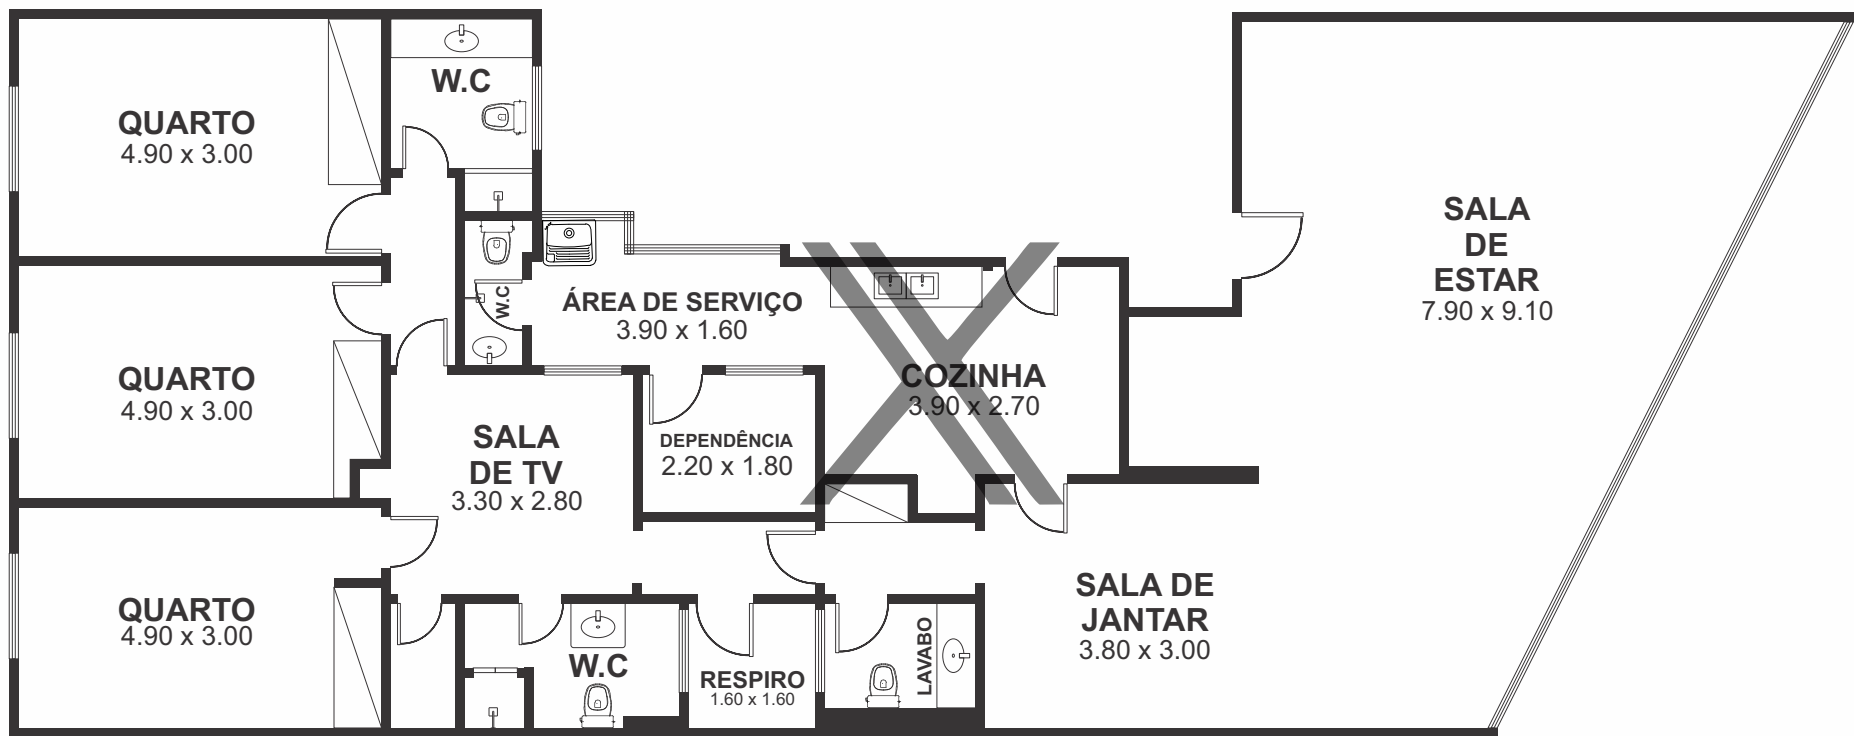 W.C
QUARTO
4.90 x 3.00
SALA
DE
ESTAR
7.90 x 9.10
W.C
ÁREA DE SERVIÇO
3.90 x 1.60
QUARTO
4.90 x 3.00
COZINHA
3.90 x 2.70
SALA
DE TV
3.30 x 2.80
DEPENDÊNCIA
2.20 x 1.80
QUARTO
4.90 x 3.00
SALA DE
JANTAR
3.80 x 3.00
W.C
RESPIRO
1.60 x 1.60
LAVABO